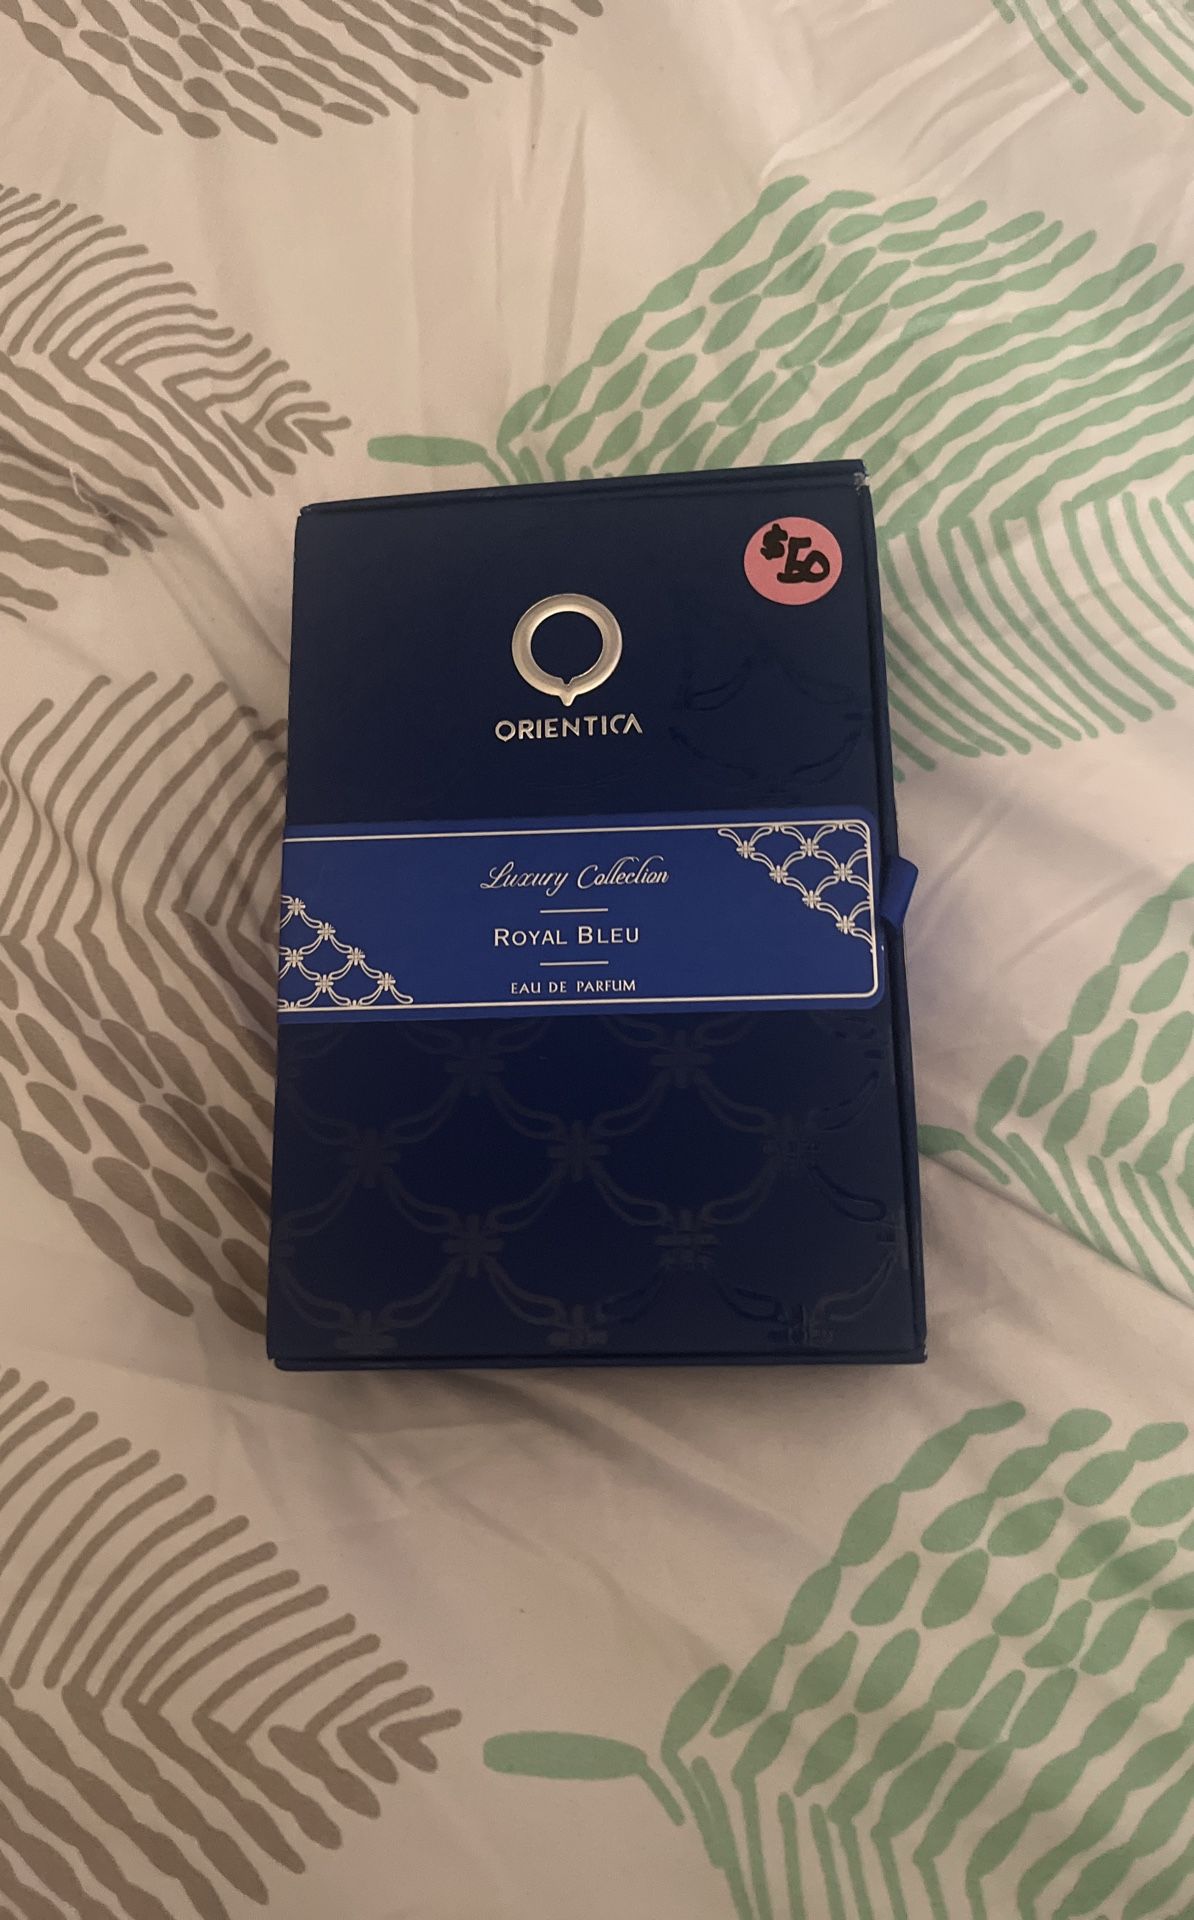 $50
ORIENTICA
Luxury Collection
ROYAL BLEU
EAU DE PARFUM